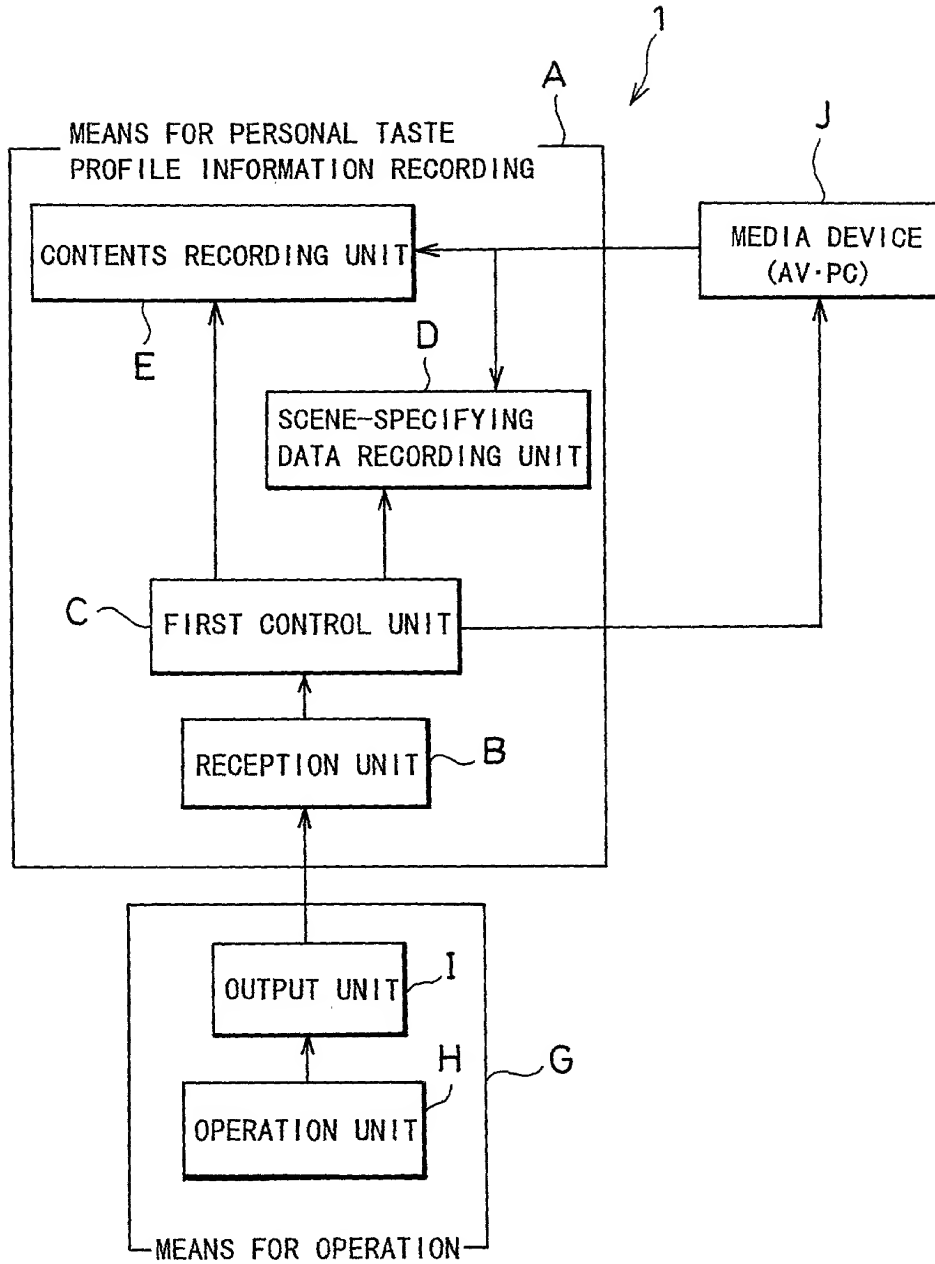 1
A
MEANS FOR PERSONAL TASTE
PROFILE INFORMATION RECORDING
J
CONTENTS RECORDING UNIT
MEDIA DEVICE
(AV·PC)
E
D
SCENE-SPECIFYING
DATA RECORDING UNIT
C
FIRST CONTROL UNIT
RECEPTION UNIT
B
OUTPUT UNIT
I
H
G
OPERATION UNIT
MEANS FOR OPERATION